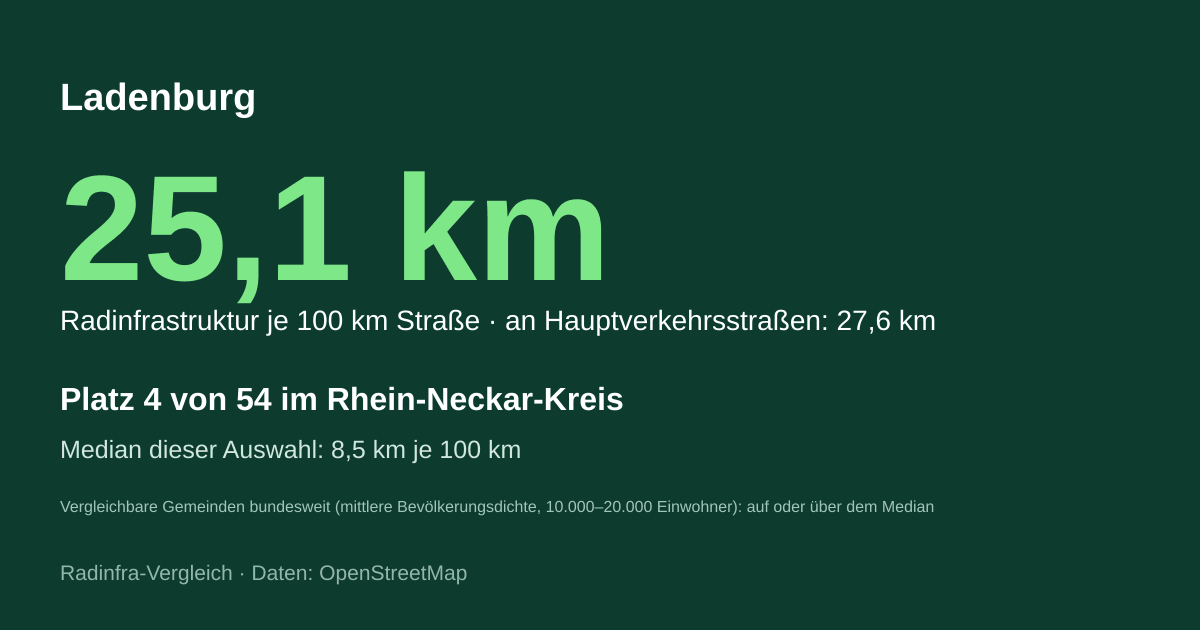 Ladenburg
25,1 km
Radinfrastruktur je 100 km Straße · an Hauptverkehrsstraßen: 27,6 km
Platz 4 von 54 im Rhein-Neckar-Kreis
Median dieser Auswahl: 8,5 km je 100 km
Vergleichbare Gemeinden bundesweit (mittlere Bevölkerungsdichte, 10.000–20.000 Einwohner): auf oder über dem Median
Radinfra-Vergleich · Daten: OpenStreetMap